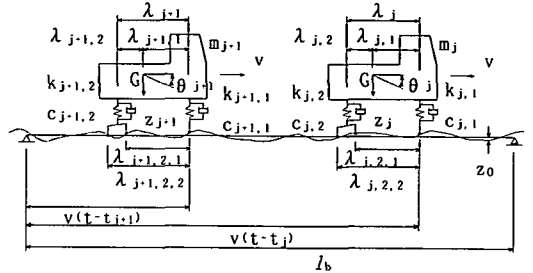 λ j+1 λ j
λ j+1,2 λ j+1,1 m j+1 λ j,2 λ j,1 m j
v v
G θ j+1 G θ j
k j+1,2 k j+1,1 k j,2 k j,1
c j+1,2 z j+1 c j+1,1 c j,2 z j c j,1
λ j+1,2,1 λ j,2,1
λ j+1,2,2 λ j,2,2 z 0
v(t-t j+1)
v(t-t j)
l b